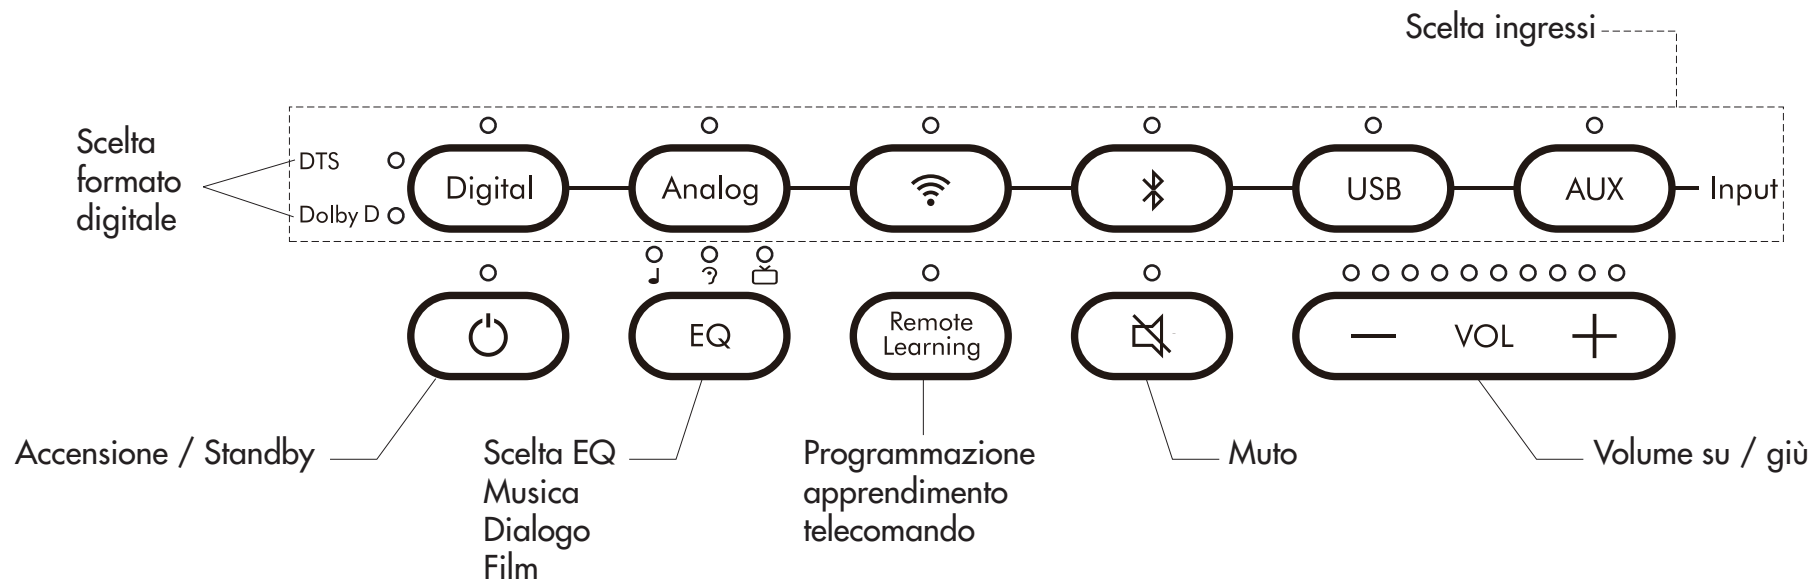 Scelta ingressi
Scelta
formato
digitale
DTS
Dolby D
Digital
Analog
USB
AUX
Input
EQ
Remote
Learning
VOL
Accensione / Standby
Scelta EQ
Musica
Dialogo
Film
Programmazione
apprendimento
telecomando
Muto
Volume su / giù